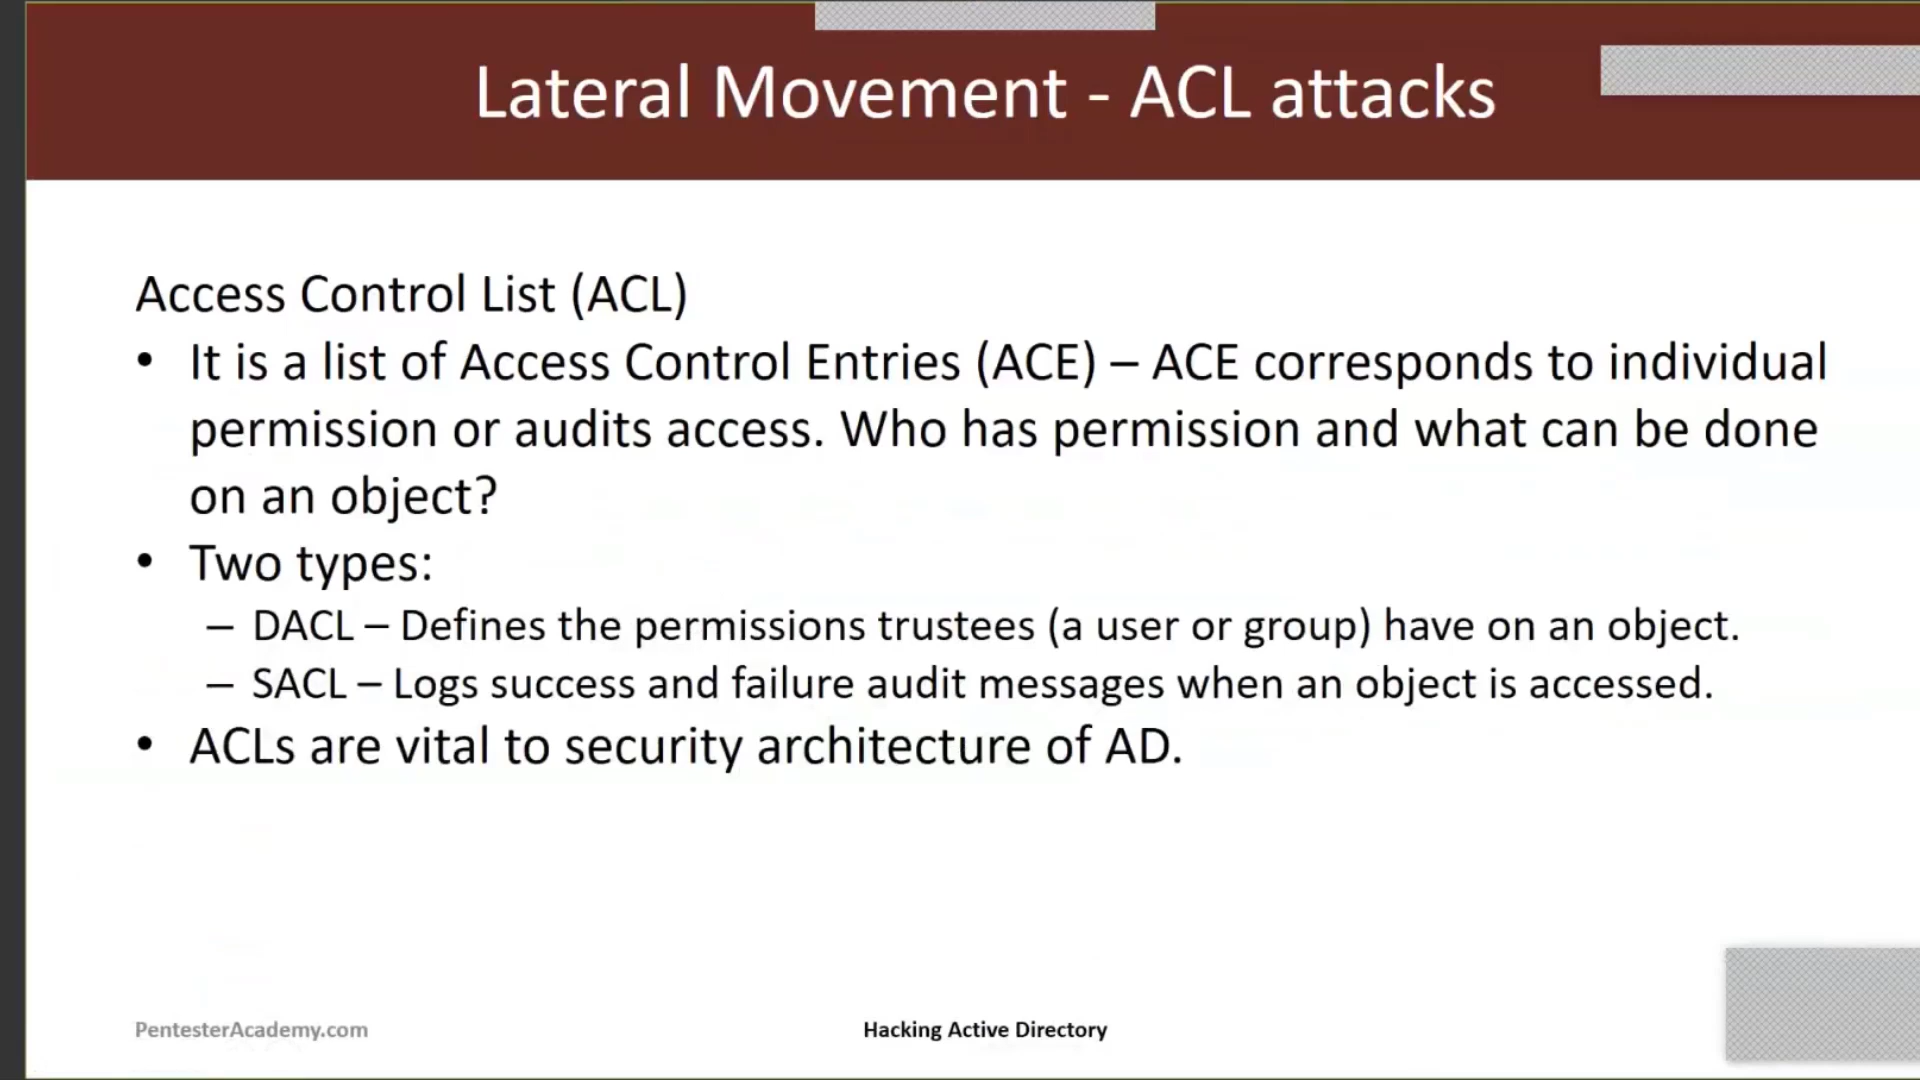 Lateral Movement - ACL attacks
Access Control List (ACL)
• It is a list of Access Control Entries (ACE) – ACE corresponds to individual
permission or audits access. Who has permission and what can be done
on an object?
• Two types:
– DACL – Defines the permissions trustees (a user or group) have on an object.
– SACL – Logs success and failure audit messages when an object is accessed.
• ACLs are vital to security architecture of AD.
PentesterAcademy.com
Hacking Active Directory